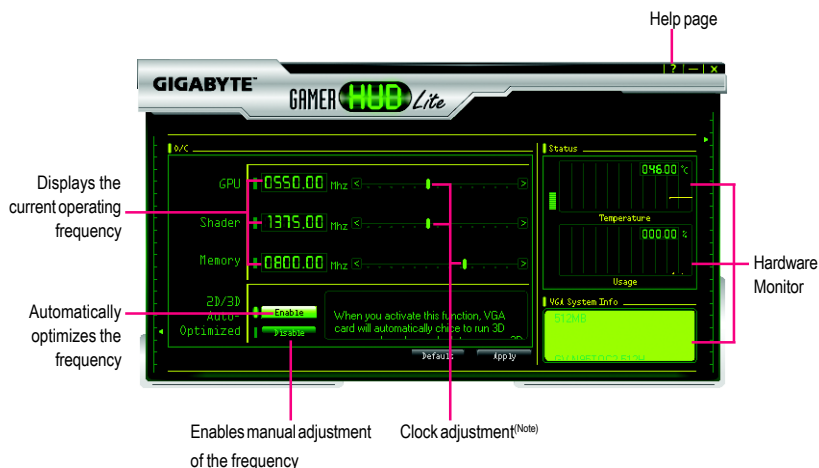 Help page
? — ×
GIGABYTE™
GAMER HUD Lite
O/C
GPU 0550.00 Mhz < >
Shader 1375.00 Mhz < >
Memory 0800.00 Mhz < >
2D/3D
Auto-
Optimized
Enable
Disable
When you activate this function, VGA
card will automatically chice to run 3D
Default Apply
Status
046.00 °C
Temperature
000.00 %
Usage
VGA System Info
512MB
Displays the
current operating
frequency
Automatically
optimizes the
frequency
Hardware
Monitor
Enables manual adjustment
of the frequency
Clock adjustment(Note)